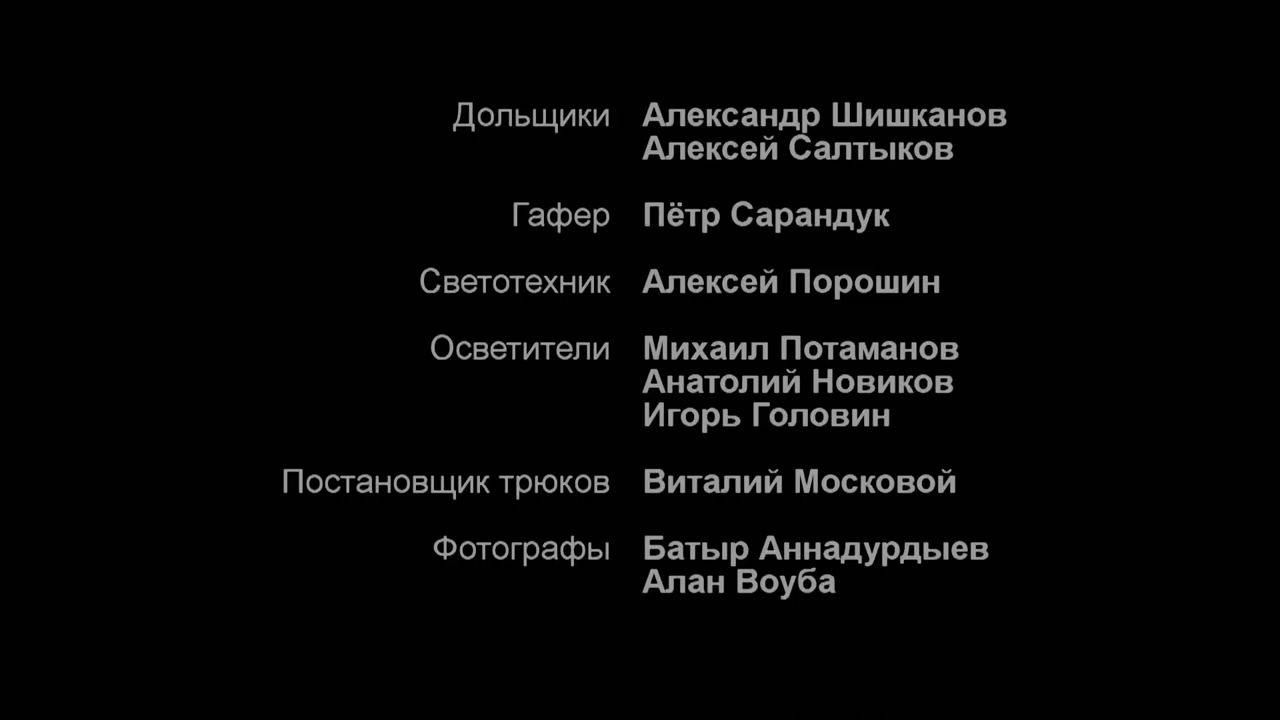 Дольщики Александр Шишканов
Алексей Салтыков
Гафер Пётр Сарандук
Светотехник Алексей Порошин
Осветители Михаил Потаманов
Анатолий Новиков
Игорь Головин
Постановщик трюков Виталий Московой
Фотографы Батыр Аннадурдыев
Алан Воуба